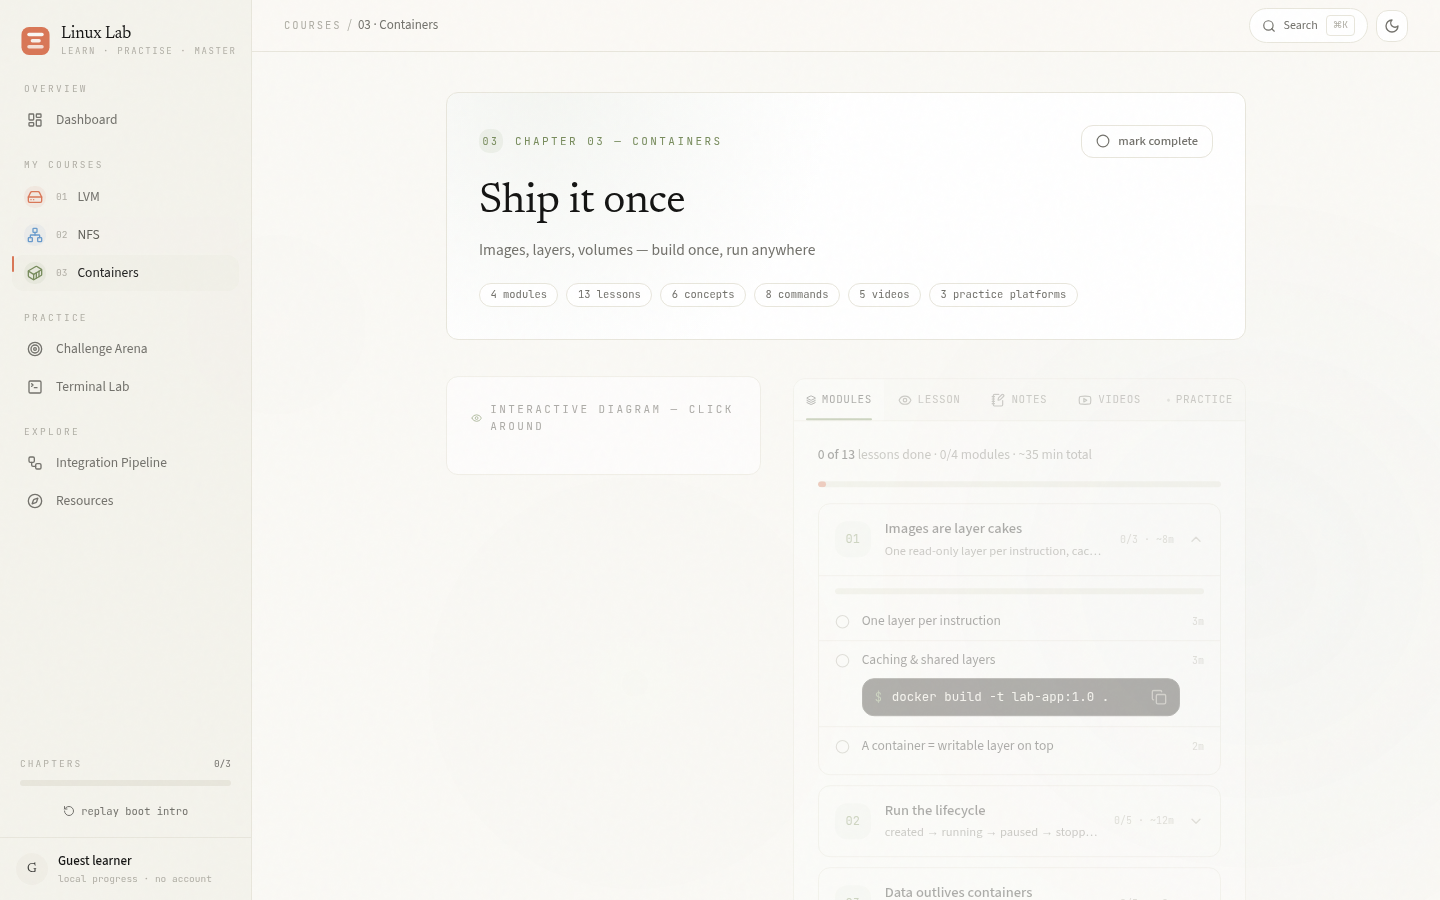 Linux Lab
LEARN · PRACTISE · MASTER
OVERVIEW
Dashboard
MY COURSES
01 LVM
02 NFS
03 Containers
PRACTICE
Challenge Arena
Terminal Lab
EXPLORE
Integration Pipeline
Resources
CHAPTERS 0/3
replay boot intro
G
Guest learner
local progress · no account
COURSES / 03 · Containers
Search ⌘K
03 CHAPTER 03 — CONTAINERS
mark complete
Ship it once
Images, layers, volumes — build once, run anywhere
4 modules
13 lessons
6 concepts
8 commands
5 videos
3 practice platforms
INTERACTIVE DIAGRAM — CLICK
AROUND
MODULES
LESSON
NOTES
VIDEOS
PRACTICE
0 of 13 lessons done · 0/4 modules · ~35 min total
01
Images are layer cakes
One read-only layer per instruction, cac…
0/3 · ~8m
One layer per instruction 3m
Caching & shared layers 3m
$ docker build -t lab-app:1.0 .
A container = writable layer on top 2m
02
Run the lifecycle
created → running → paused → stopp…
0/5 · ~12m
Data outlives containers